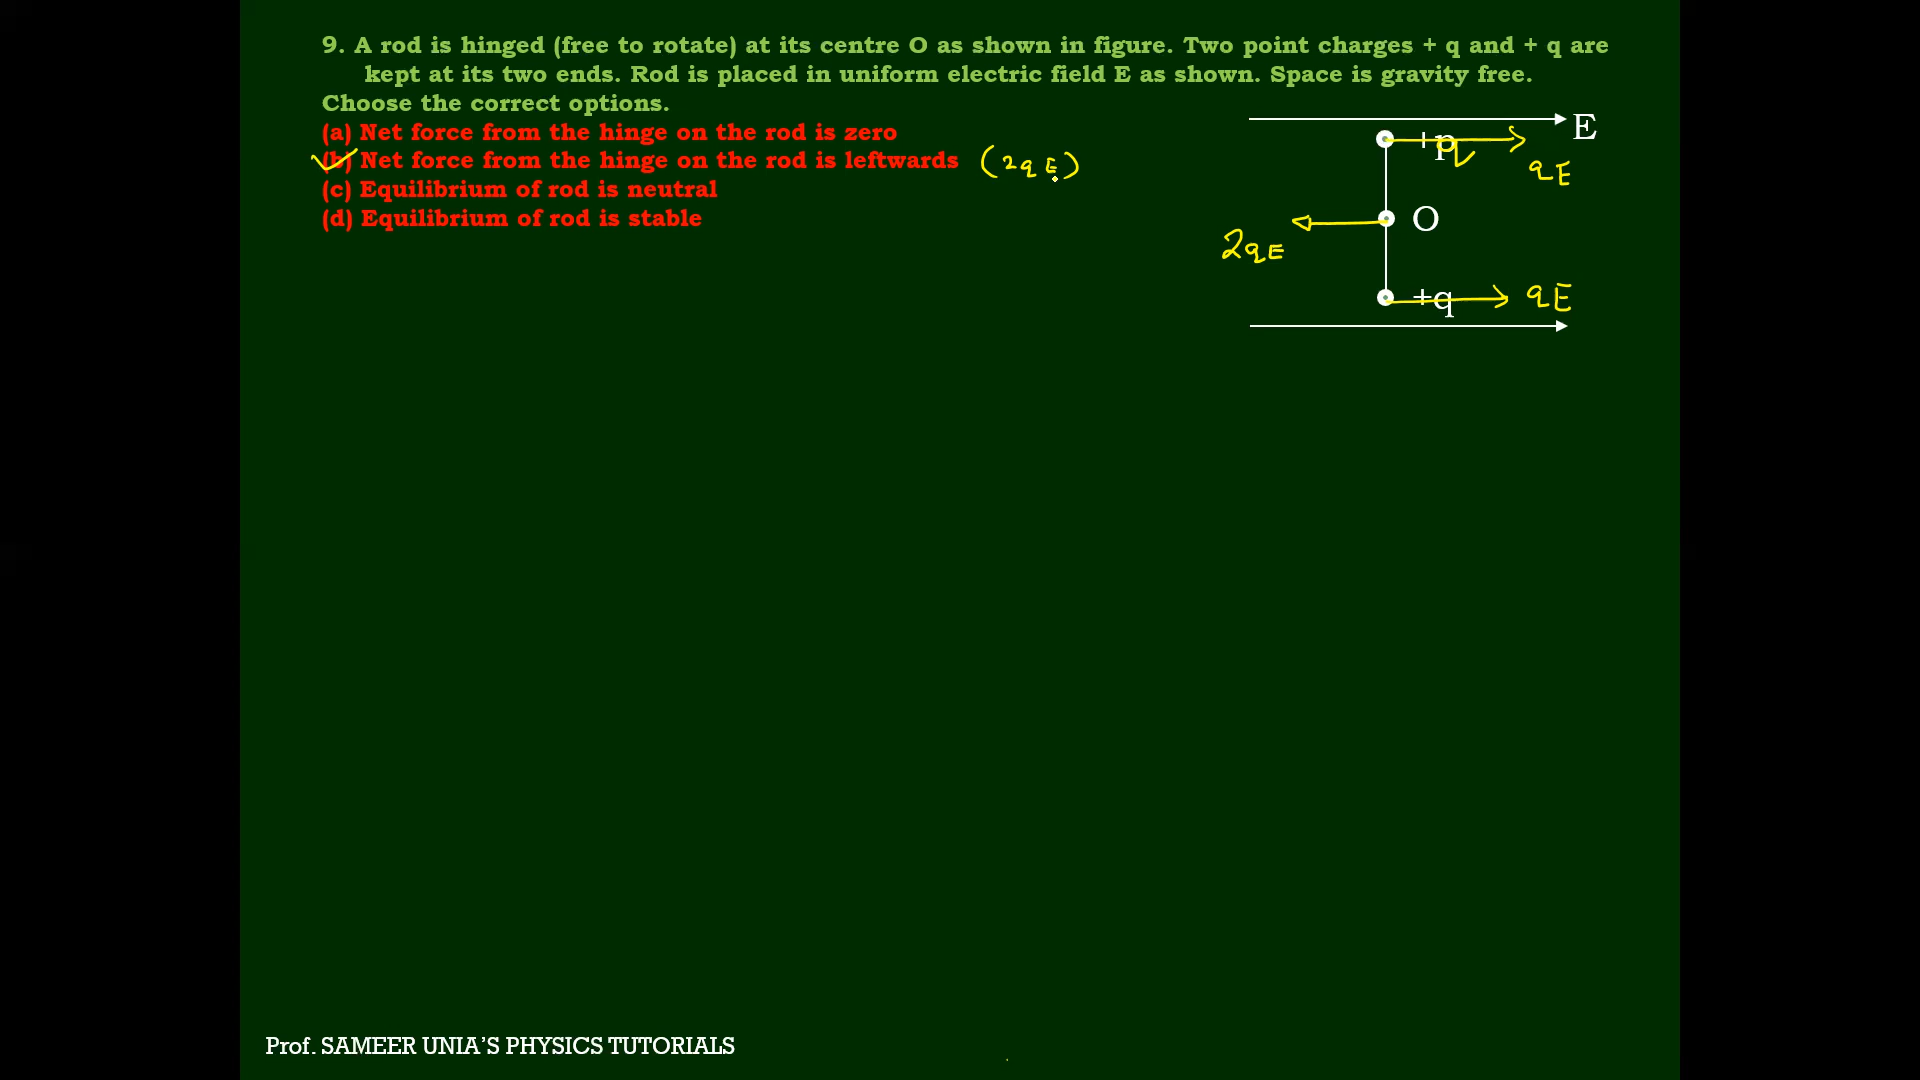 9. A rod is hinged (free to rotate) at its centre O as shown in figure. Two point charges + q and + q are
kept at its two ends. Rod is placed in uniform electric field E as shown. Space is gravity free.
Choose the correct options.
(a) Net force from the hinge on the rod is zero
(b) Net force from the hinge on the rod is leftwards (2qE)
(c) Equilibrium of rod is neutral
(d) Equilibrium of rod is stable
E
+p q
qE
O
2qE
+q qE
Prof. SAMEER UNIA'S PHYSICS TUTORIALS